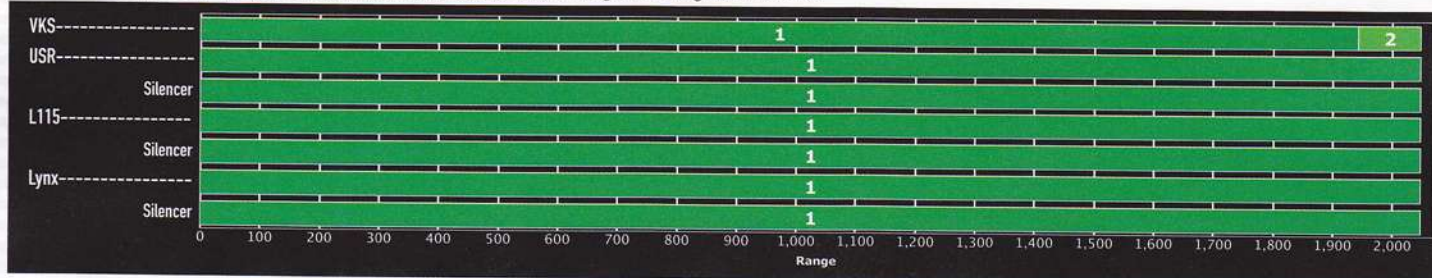 VKS-----------------
1
2
USR-----------------
1
Silencer
1
L115-----------------
1
Silencer
1
Lynx----------------
1
Silencer
1
0 100 200 300 400 500 600 700 800 900 1,000 1,100 1,200 1,300 1,400 1,500 1,600 1,700 1,800 1,900 2,000
Range